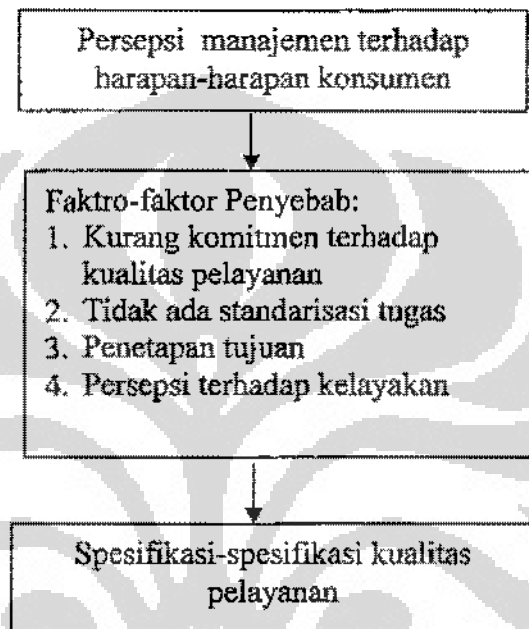 Persepsi manajemen terhadap
harapan-harapan konsumen
Faktro-faktor Penyebab:
1. Kurang komitmen terhadap
kualitas pelayanan
2. Tidak ada standarisasi tugas
3. Penetapan tujuan
4. Persepsi terhadap kelayakan
Spesifikasi-spesifikasi kualitas
pelayanan